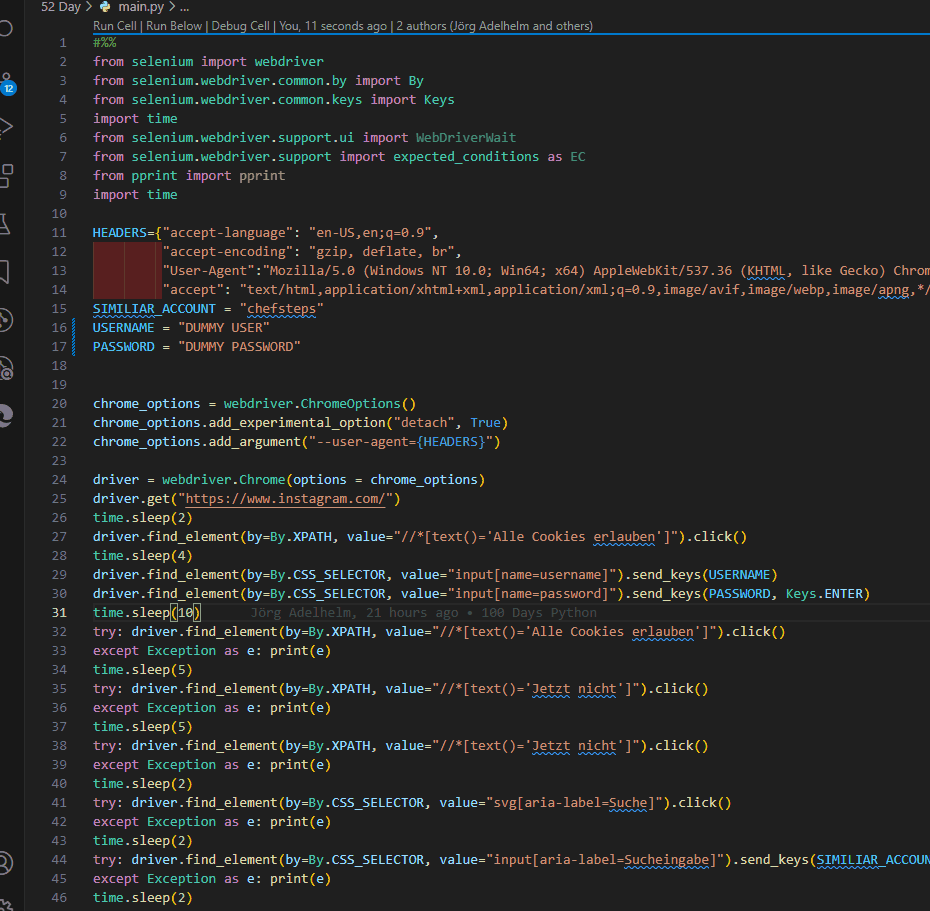 52 Day > main.py > ...
Run Cell | Run Below | Debug Cell | You, 11 seconds ago | 2 authors (Jörg Adelhelm and others)
1 #%%
2 from selenium import webdriver
3 from selenium.webdriver.common.by import By
4 from selenium.webdriver.common.keys import Keys
5 import time
6 from selenium.webdriver.support.ui import WebDriverWait
7 from selenium.webdriver.support import expected_conditions as EC
8 from pprint import pprint
9 import time
10
11 HEADERS={"accept-language": "en-US,en;q=0.9",
12 "accept-encoding": "gzip, deflate, br",
12
13 "User-Agent":"Mozilla/5.0 (Windows NT 10.0; Win64; x64) AppleWebKit/537.36 (KHTML, like Gecko) Chrom
14 "accept": "text/html,application/xhtml+xml,application/xml;q=0.9,image/avif,image/webp,image/apng,*/
15 SIMILIAR_ACCOUNT = "chefsteps"
16 USERNAME = "DUMMY USER"
17 PASSWORD = "DUMMY PASSWORD"
18
19
20 chrome_options = webdriver.ChromeOptions()
21 chrome_options.add_experimental_option("detach", True)
22 chrome_options.add_argument("--user-agent={HEADERS}")
23
24 driver = webdriver.Chrome(options = chrome_options)
25 driver.get("https://www.instagram.com/")
26 time.sleep(2)
27 driver.find_element(by=By.XPATH, value="//*[text()='Alle Cookies erlauben']").click()
28 time.sleep(4)
29 driver.find_element(by=By.CSS_SELECTOR, value="input[name=username]").send_keys(USERNAME)
30 driver.find_element(by=By.CSS_SELECTOR, value="input[name=password]").send_keys(PASSWORD, Keys.ENTER)
31 time.sleep(10) Jörg Adelhelm, 21 hours ago • 100 Days Python
32 try: driver.find_element(by=By.XPATH, value="//*[text()='Alle Cookies erlauben']").click()
33 except Exception as e: print(e)
34 time.sleep(5)
35 try: driver.find_element(by=By.XPATH, value="//*[text()='Jetzt nicht']").click()
36 except Exception as e: print(e)
37 time.sleep(5)
38 try: driver.find_element(by=By.XPATH, value="//*[text()='Jetzt nicht']").click()
39 except Exception as e: print(e)
40 time.sleep(2)
41 try: driver.find_element(by=By.CSS_SELECTOR, value="svg[aria-label=Suche]").click()
42 except Exception as e: print(e)
43 time.sleep(2)
44 try: driver.find_element(by=By.CSS_SELECTOR, value="input[aria-label=Sucheingabe]").send_keys(SIMILIAR_ACCOUN
45 except Exception as e: print(e)
46 time.sleep(2)